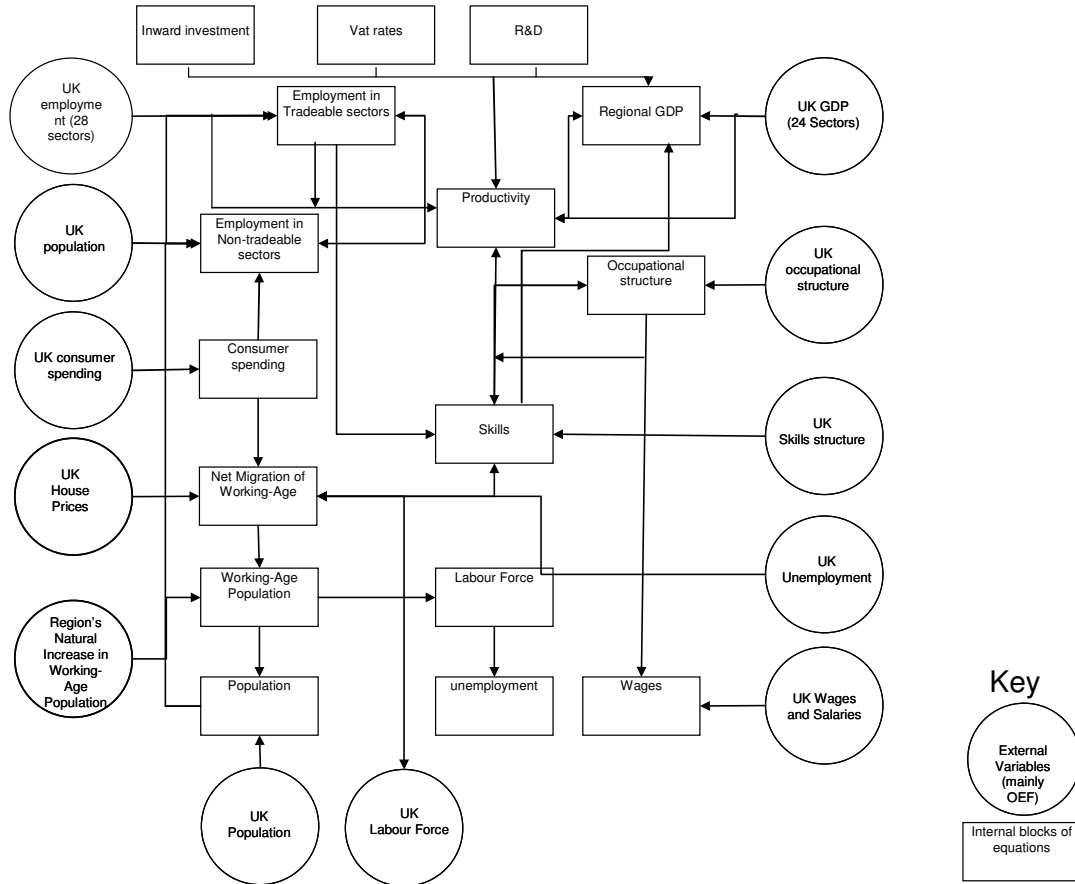 Inward investment
Vat rates
R&D
UK
employme
nt (28
sectors)
Employment in
Tradeable sectors
Regional GDP
UK GDP
(24 Sectors)
Productivity
UK
population
Employment in
Non-tradeable
sectors
Occupational
structure
UK
occupational
structure
UK consumer
spending
Consumer
spending
Skills
UK
Skills structure
UK
House
Prices
Net Migration of
Working-Age
UK
Unemployment
Working-Age
Population
Labour Force
Region's
Natural
Increase in
Working-
Age
Population
Population
unemployment
Wages
UK Wages
and Salaries
UK
Population
UK
Labour Force
Key
External
Variables
(mainly
OEF)
Internal blocks of
equations